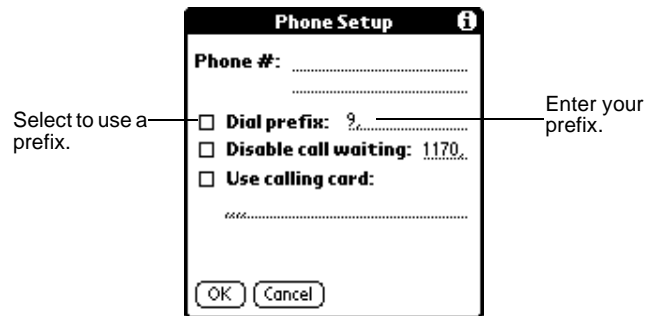 Phone Setup
Phone #:
Select to use a
prefix.
Dial prefix: 9,
Enter your
prefix.
Disable call waiting: 1170,
Use calling card:
,,,,
OK Cancel